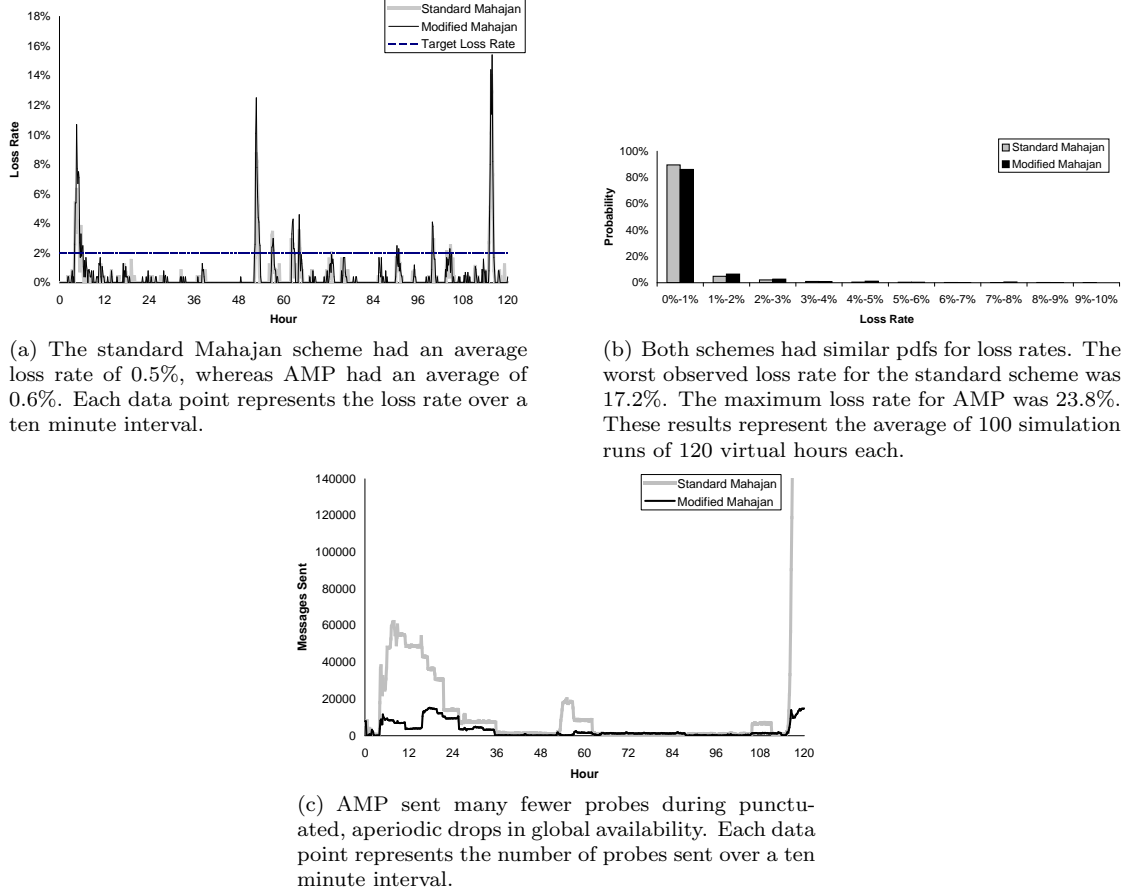 Standard Mahajan
Modified Mahajan
Target Loss Rate
18%
16%
14%
12%
10%
8%
6%
4%
2%
0%
Loss Rate
0 12 24 36 48 60 72 84 96 108 120
Hour
(a) The standard Mahajan scheme had an average
loss rate of 0.5%, whereas AMP had an average of
0.6%. Each data point represents the loss rate over a
ten minute interval.
Standard Mahajan
Modified Mahajan
100%
80%
60%
40%
20%
0%
Probability
0%-1% 1%-2% 2%-3% 3%-4% 4%-5% 5%-6% 6%-7% 7%-8% 8%-9% 9%-10%
Loss Rate
(b) Both schemes had similar pdfs for loss rates. The
worst observed loss rate for the standard scheme was
17.2%. The maximum loss rate for AMP was 23.8%.
These results represent the average of 100 simulation
runs of 120 virtual hours each.
Standard Mahajan
Modified Mahajan
140000
120000
100000
80000
60000
40000
20000
0
Messages Sent
0 12 24 36 48 60 72 84 96 108 120
Hour
(c) AMP sent many fewer probes during punctu-
ated, aperiodic drops in global availability. Each data
point represents the number of probes sent over a ten
minute interval.